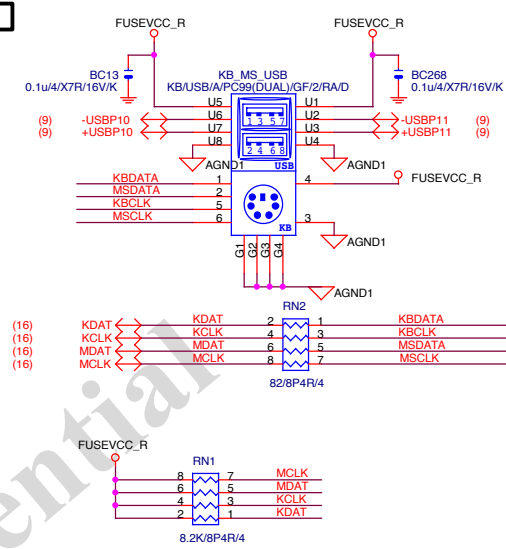 FUSEVCC_R FUSEVCC_R
BC13 KB_MS_USB BC268
0.1u/4/X7R/16V/K KB/USB/A/PC99(DUAL)/GF/2/RA/D 0.1u/4/X7R/16V/K
U5 U1
(9) -USBP10 U6 1 3 5 7 U2 -USBP11 (9)
(9) +USBP10 U7 U3 +USBP11 (9)
U8 2 4 6 8 U4
AGND1 USB AGND1
KBDATA 1 4 FUSEVCC_R
MSDATA 2
KBCLK 5
MSCLK 6 3
KB AGND1
G1 G2 G3 G4
AGND1
RN2
(16) KDAT KDAT 2 1 KBDATA
(16) KCLK KCLK 4 3 KBCLK
(16) MDAT MDAT 6 5 MSDATA
(16) MCLK MCLK 8 7 MSCLK
82/8P4R/4
FUSEVCC_R
RN1
8 7 MCLK
6 5 MDAT
4 3 KCLK
2 1 KDAT
8.2K/8P4R/4
ential